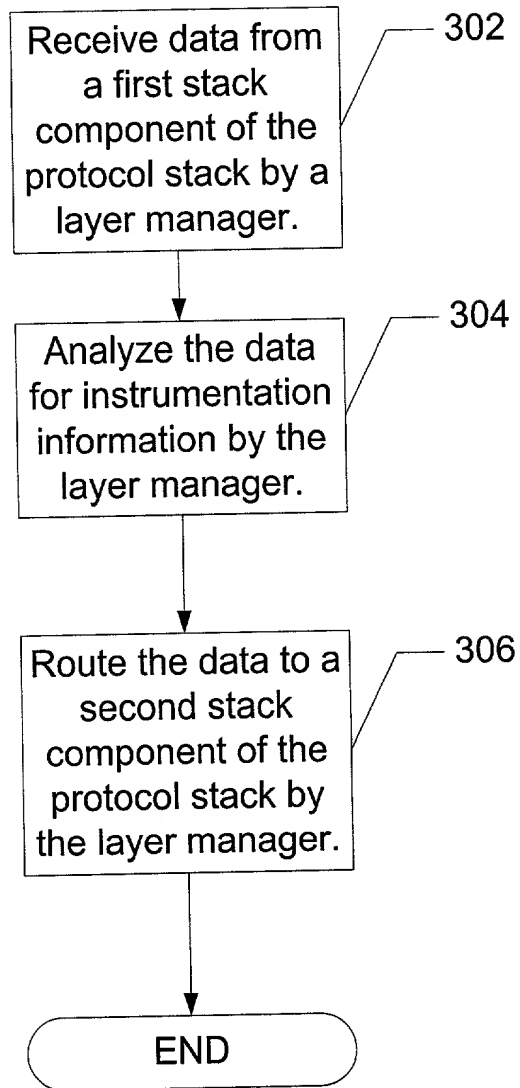 Receive data from
a first stack
component of the
protocol stack by a
layer manager.
302
Analyze the data
for instrumentation
information by the
layer manager.
304
Route the data to a
second stack
component of the
protocol stack by
the layer manager.
306
END